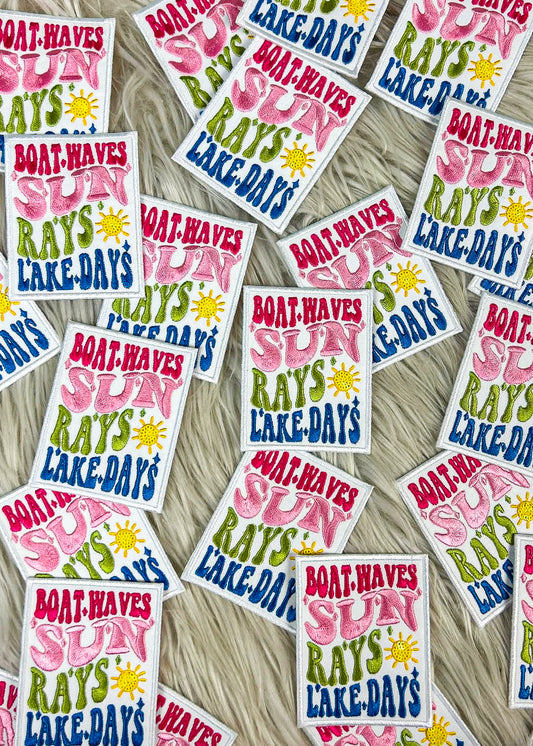 BOAT WAVES
SUN
RAYS
LAKE DAYS